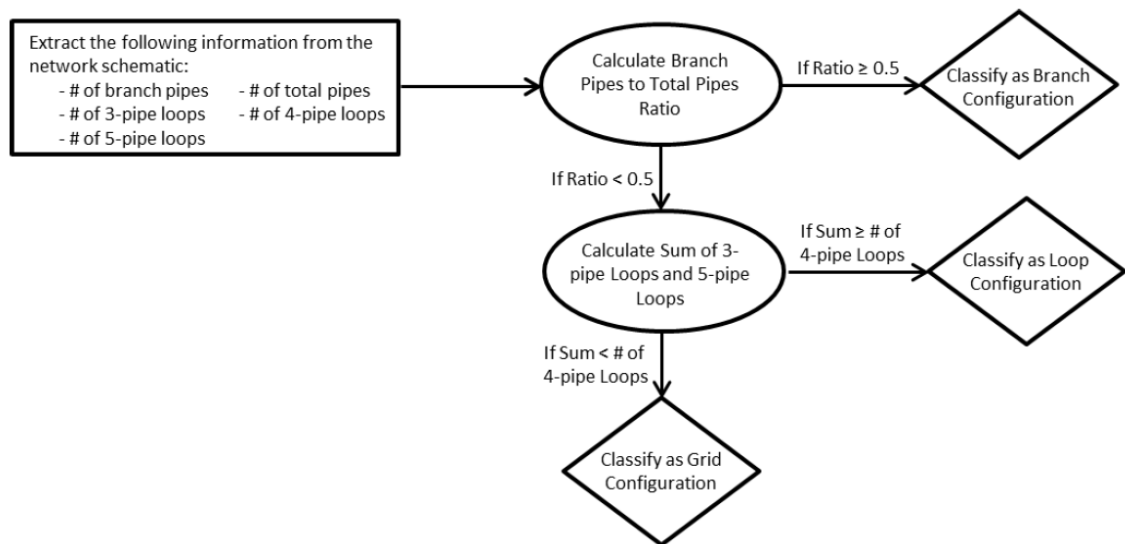 Extract the following information from the
network schematic:
- # of branch pipes - # of total pipes
- # of 3-pipe loops - # of 4-pipe loops
- # of 5-pipe loops
Calculate Branch
Pipes to Total Pipes
Ratio
If Ratio ≥ 0.5
Classify as Branch
Configuration
If Ratio < 0.5
Calculate Sum of 3-
pipe Loops and 5-pipe
Loops
If Sum ≥ # of
4-pipe Loops
Classify as Loop
Configuration
If Sum < # of
4-pipe Loops
Classify as Grid
Configuration